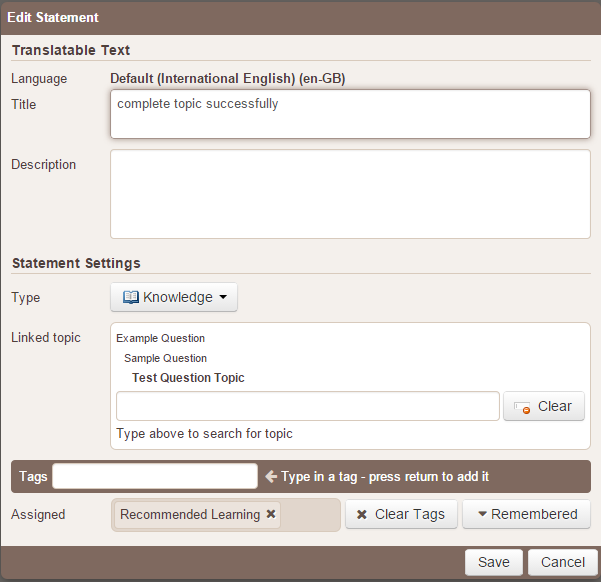 Edit Statement
Translatable Text
Language Default (International English) (en-GB)
Title complete topic successfully
Description
Statement Settings
Type Knowledge
Linked topic Example Question
Sample Question
Test Question Topic
Clear
Type above to search for topic
Tags Type in a tag - press return to add it
Assigned Recommended Learning Clear Tags Remembered
Save Cancel